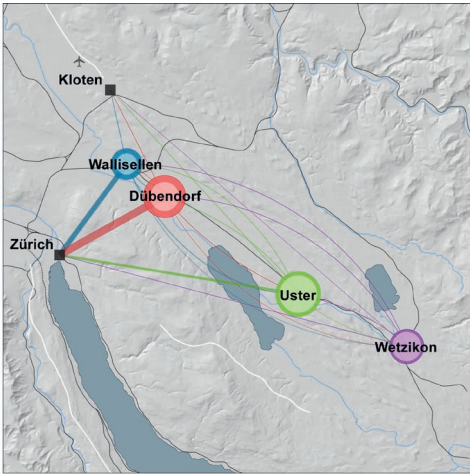 Kloten
Wallisellen
Dübendorf
Zürich
Uster
Wetzikon